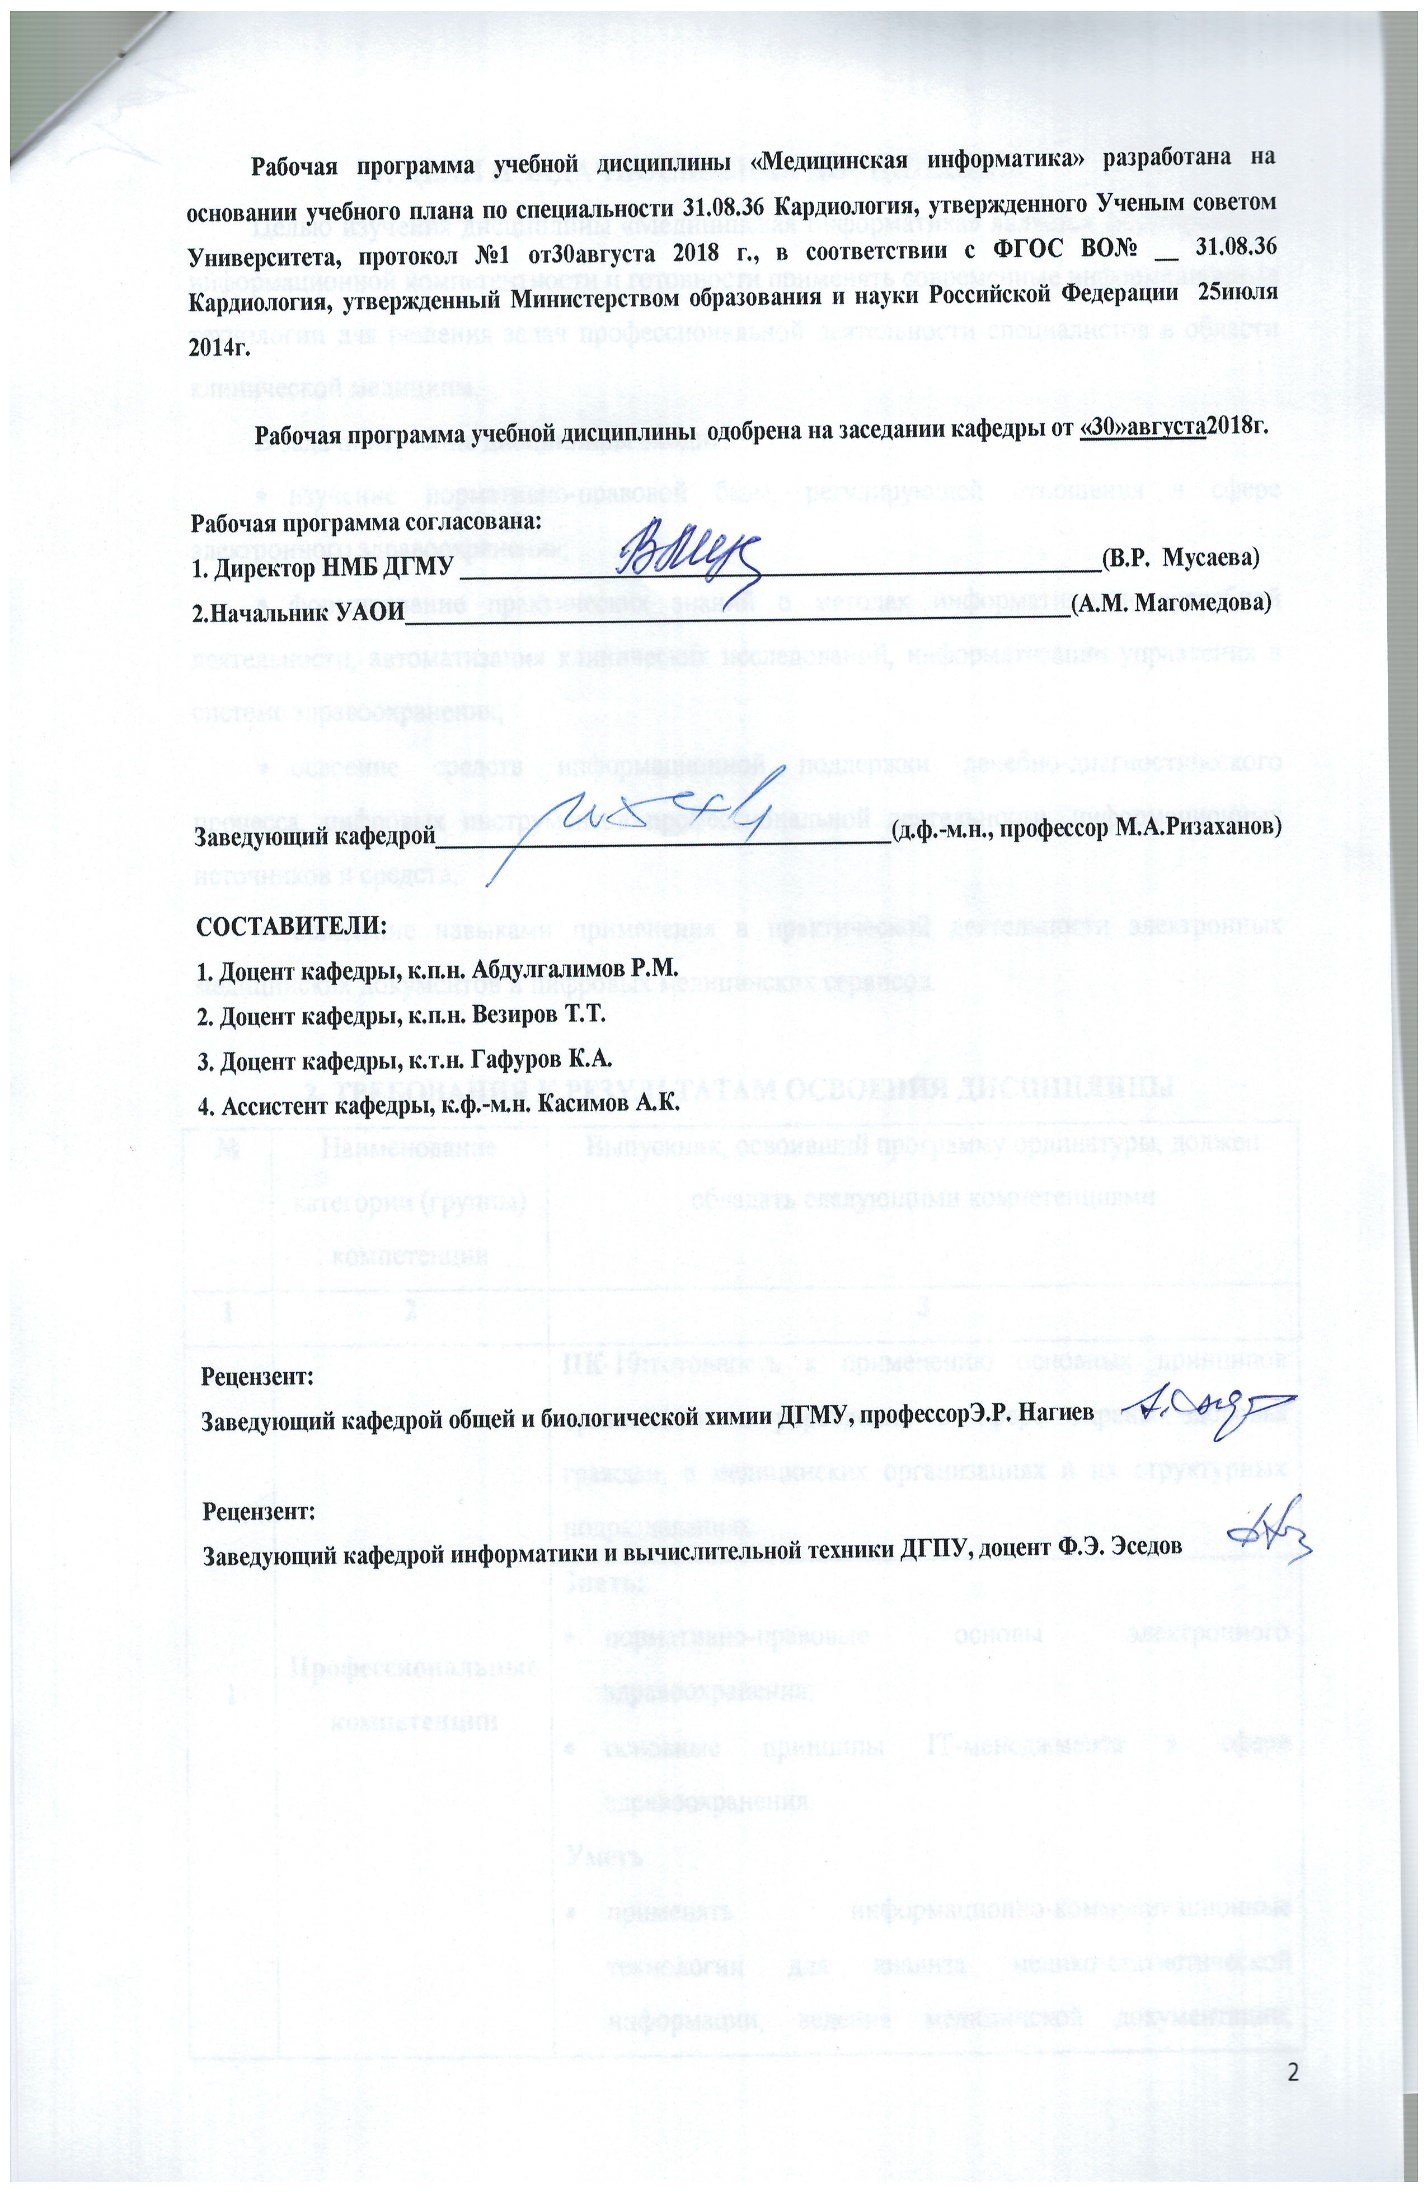 Рабочая программа учебной дисциплины «Медицинская информатика» разработана на
основании учебного плана по специальности 31.08.36 Кардиология, утвержденного Ученым советом
Университета, протокол №1 от30августа 2018 г., в соответствии с ФГОС ВО№ __ 31.08.36
Кардиология, утвержденный Министерством образования и науки Российской Федерации 25июля
2014г.
Рабочая программа учебной дисциплины одобрена на заседании кафедры от «30»августа2018г.
Рабочая программа согласована:
1. Директор НМБ ДГМУ ____________________(В.Р. Мусаева)
2.Начальник УАОИ____________________(А.М. Магомедова)
Заведующий кафедрой____________________(д.ф.-м.н., профессор М.А.Ризаханов)
СОСТАВИТЕЛИ:
1. Доцент кафедры, к.п.н. Абдулгалимов Р.М.
2. Доцент кафедры, к.п.н. Везиров Т.Т.
3. Доцент кафедры, к.т.н. Гафуров К.А.
4. Ассистент кафедры, к.ф.-м.н. Касимов А.К.
Рецензент:
Заведующий кафедрой общей и биологической химии ДГМУ, профессорЭ.Р. Нагиев
Рецензент:
Заведующий кафедрой информатики и вычислительной техники ДГПУ, доцент Ф.Э. Эседов
2